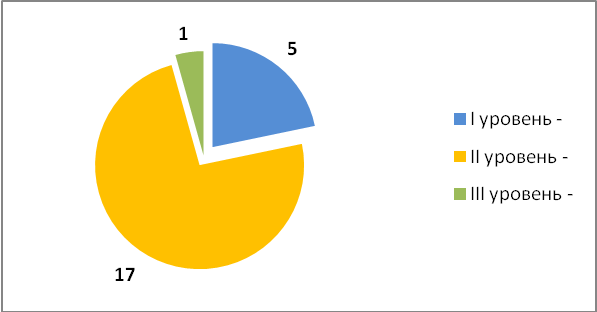 1
5
17
I уровень -
II уровень -
III уровень -